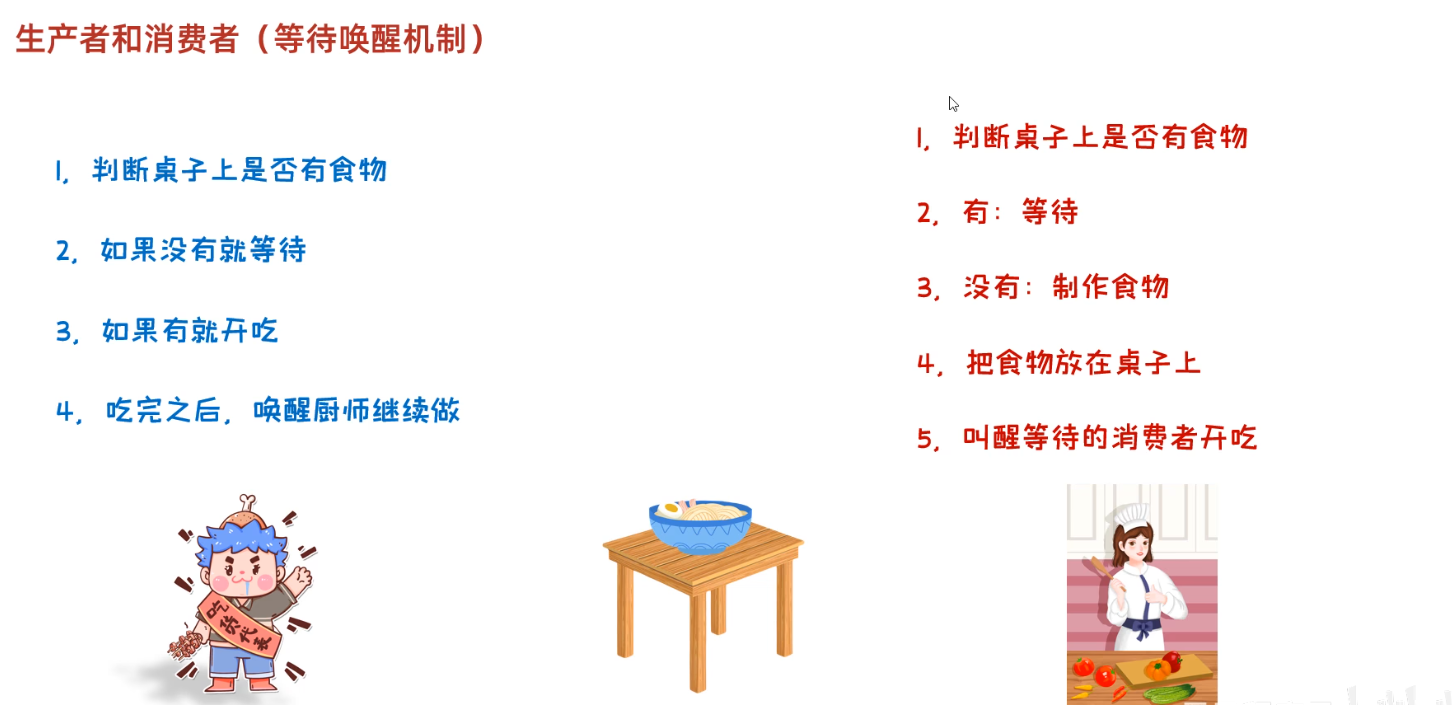 生产者和消费者（等待唤醒机制）
1, 判断桌子上是否有食物
2, 如果没有就等待
3, 如果有就开吃
4, 吃完之后, 唤醒厨师继续做
1, 判断桌子上是否有食物
2, 有: 等待
3, 没有: 制作食物
4, 把食物放在桌子上
5, 叫醒等待的消费者开吃
吃货代表